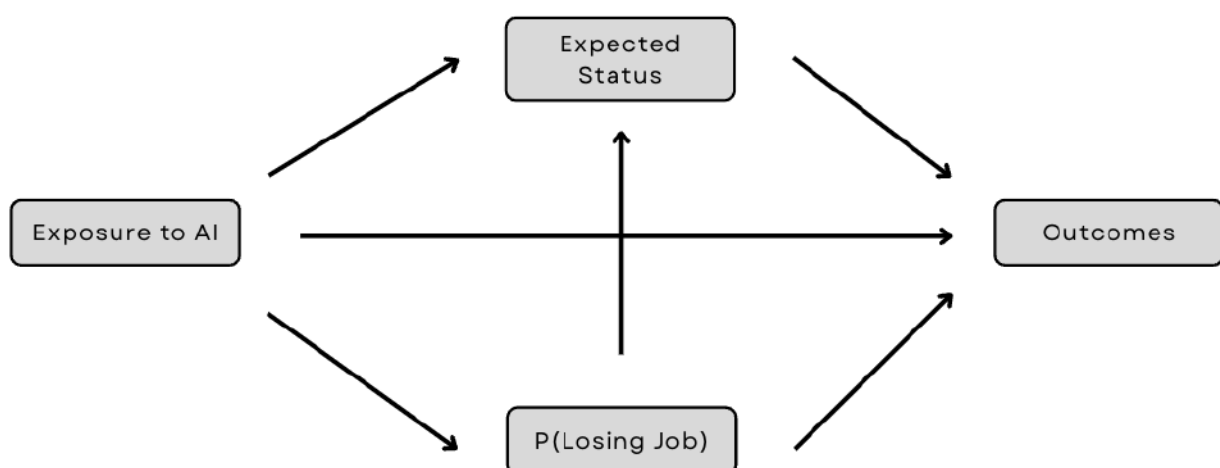 Expected
Status
Exposure to AI
Outcomes
P(Losing Job)